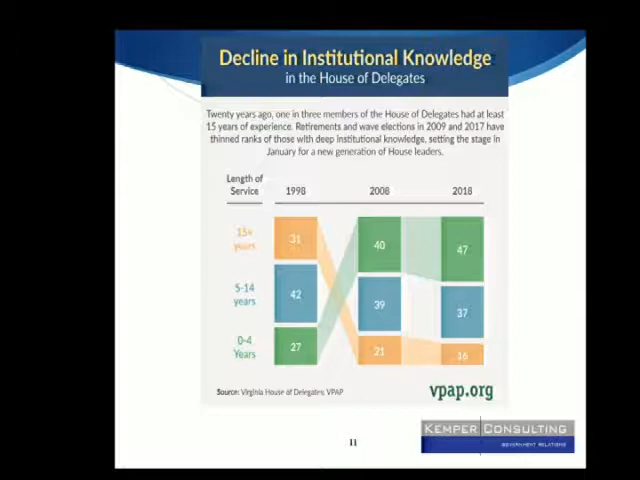 Decline in Institutional Knowledge
in the House of Delegates
Twenty years ago, one in three members of the House of Delegates had at least
15 years of experience. Retirements and wave elections in 2009 and 2017 have
thinned ranks of those with deep institutional knowledge, setting the stage in
January for a new generation of House leaders.
Length of
Service
1998 2008 2018
15+
years
31 40 47
5-14
years
42 39 37
0-4
Years
27 21 16
Source: Virginia House of Delegates; VPAP
vpap.org
11
KEMPER CONSULTING
GOVERNMENT RELATIONS